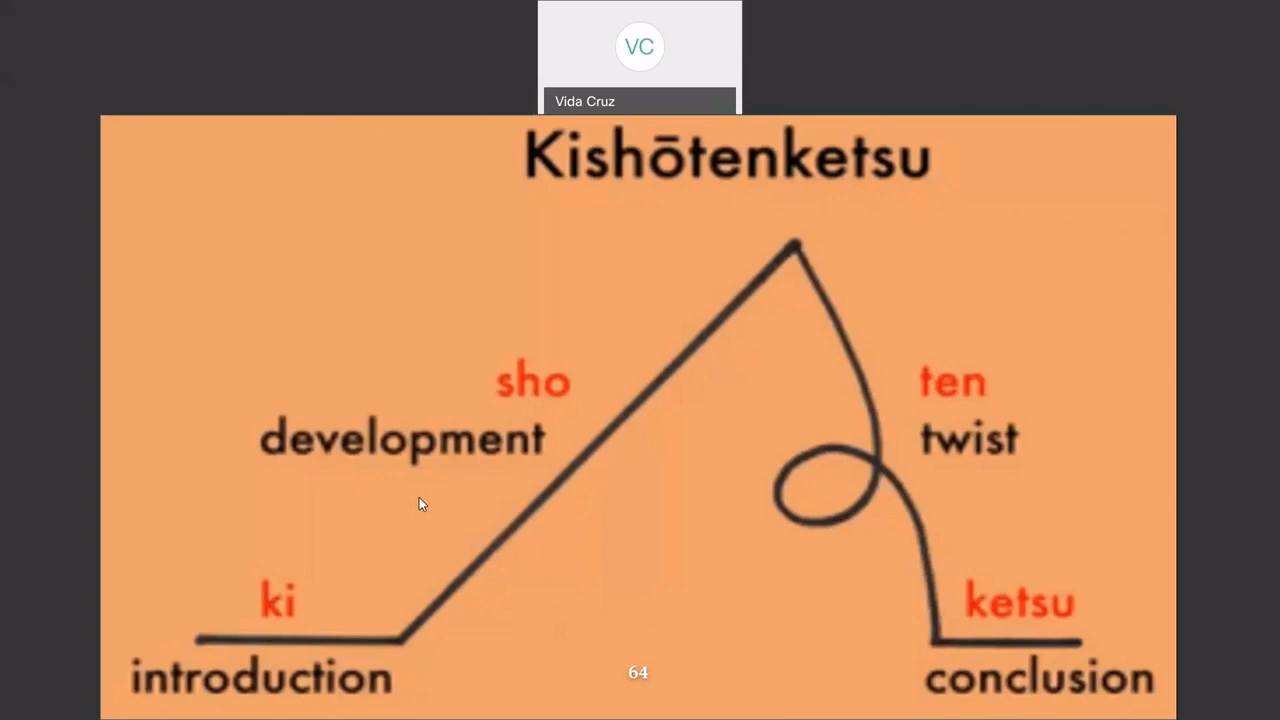 VC
Vida Cruz
Kishōtenketsu
sho
development
ten
twist
ki
introduction
ketsu
conclusion
64